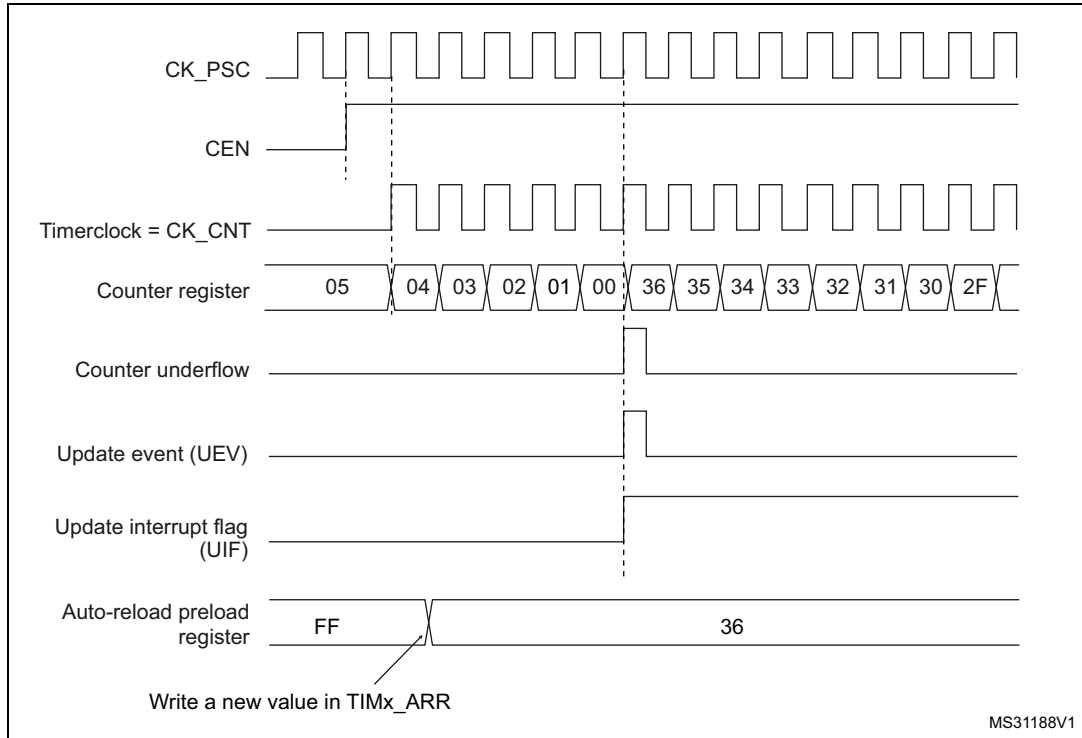 CK_PSC
CEN
Timerclock = CK_CNT
Counter register
05 04 03 02 01 00 36 35 34 33 32 31 30 2F
Counter underflow
Update event (UEV)
Update interrupt flag
(UIF)
Auto-reload preload
register
FF 36
Write a new value in TIMx_ARR
MS31188V1